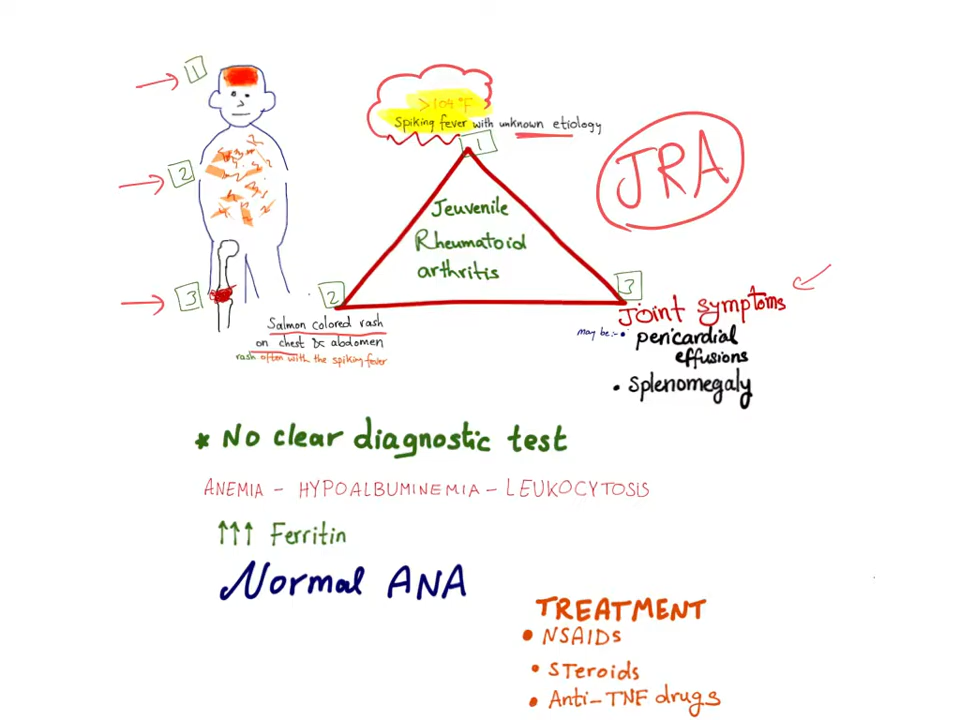 1
2
3
>104 °F
Spiking fever with unknown etiology
1
JRA
Jeuvenile
Rheumatoid
arthritis
2
3
Salmon colored rash
on chest & abdomen
rash often with the spiking fever
Joint symptoms
may be:- • pericardial
effusions
• Splenomegaly
* No clear diagnostic test
ANEMIA - HYPOALBUMINEMIA - LEUKOCYTOSIS
↑↑↑ Ferritin
Normal ANA
TREATMENT
• NSAIDs
• STeroids
• Anti-TNF drugs